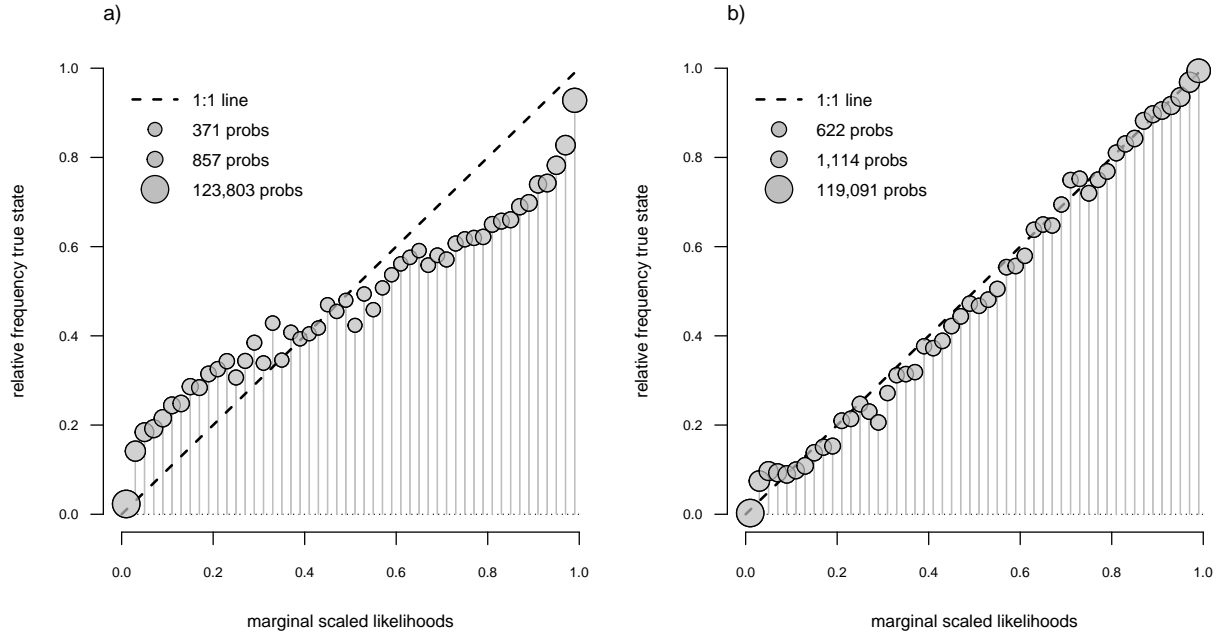 a)
relative frequency true state
1.0
0.8
0.6
0.4
0.2
0.0
1:1 line
371 probs
857 probs
123,803 probs
0.0 0.2 0.4 0.6 0.8 1.0
marginal scaled likelihoods
b)
relative frequency true state
1.0
0.8
0.6
0.4
0.2
0.0
1:1 line
622 probs
1,114 probs
119,091 probs
0.0 0.2 0.4 0.6 0.8 1.0
marginal scaled likelihoods